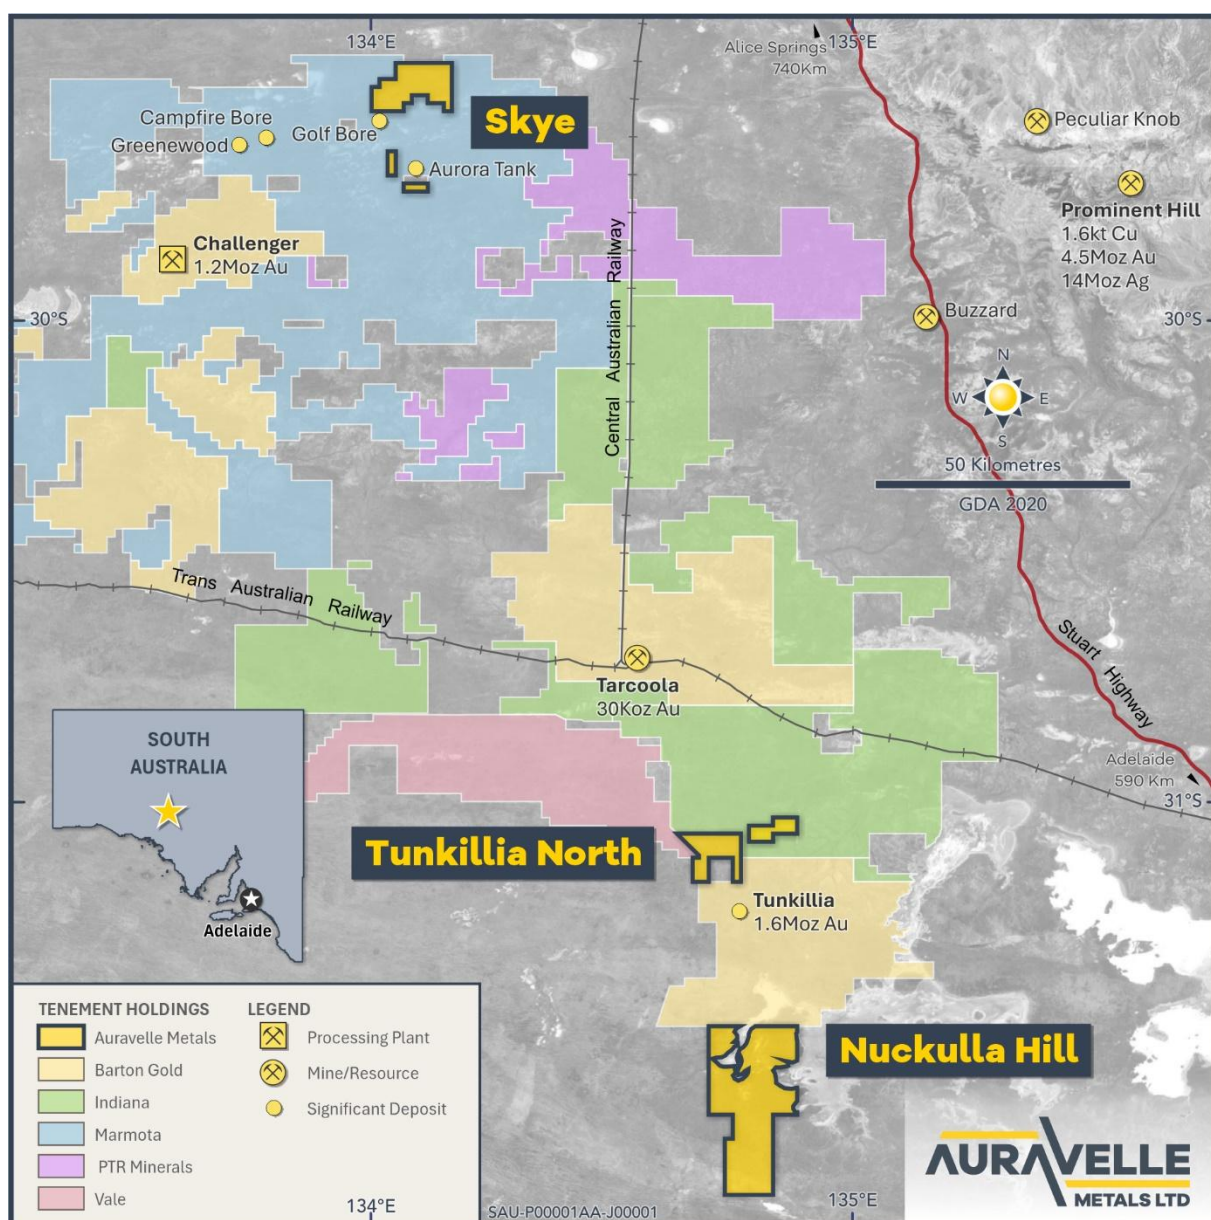 134°E
Alice Springs
740Km
135°E
Skye
Campfire Bore
Greenewood
Golf Bore
Aurora Tank
Peculiar Knob
Prominent Hill
1.6kt Cu
4.5Moz Au
14Moz Ag
Challenger
1.2Moz Au
Central Australian Railway
Buzzard
30°S
30°S
N
W
E
S
50 Kilometres
GDA 2020
Trans Australian Railway
Stuart Highway
Tarcoola
30Koz Au
SOUTH
AUSTRALIA
Adelaide
Adelaide
590 Km
31°S
Tunkillia North
Tunkillia
1.6Moz Au
Nuckulla Hill
TENEMENT HOLDINGS
Auravelle Metals
Barton Gold
Indiana
Marmota
PTR Minerals
Vale
LEGEND
Processing Plant
Mine/Resource
Significant Deposit
134°E
SAU-P00001AA-J00001
135°E
AURAVELLE
METALS LTD